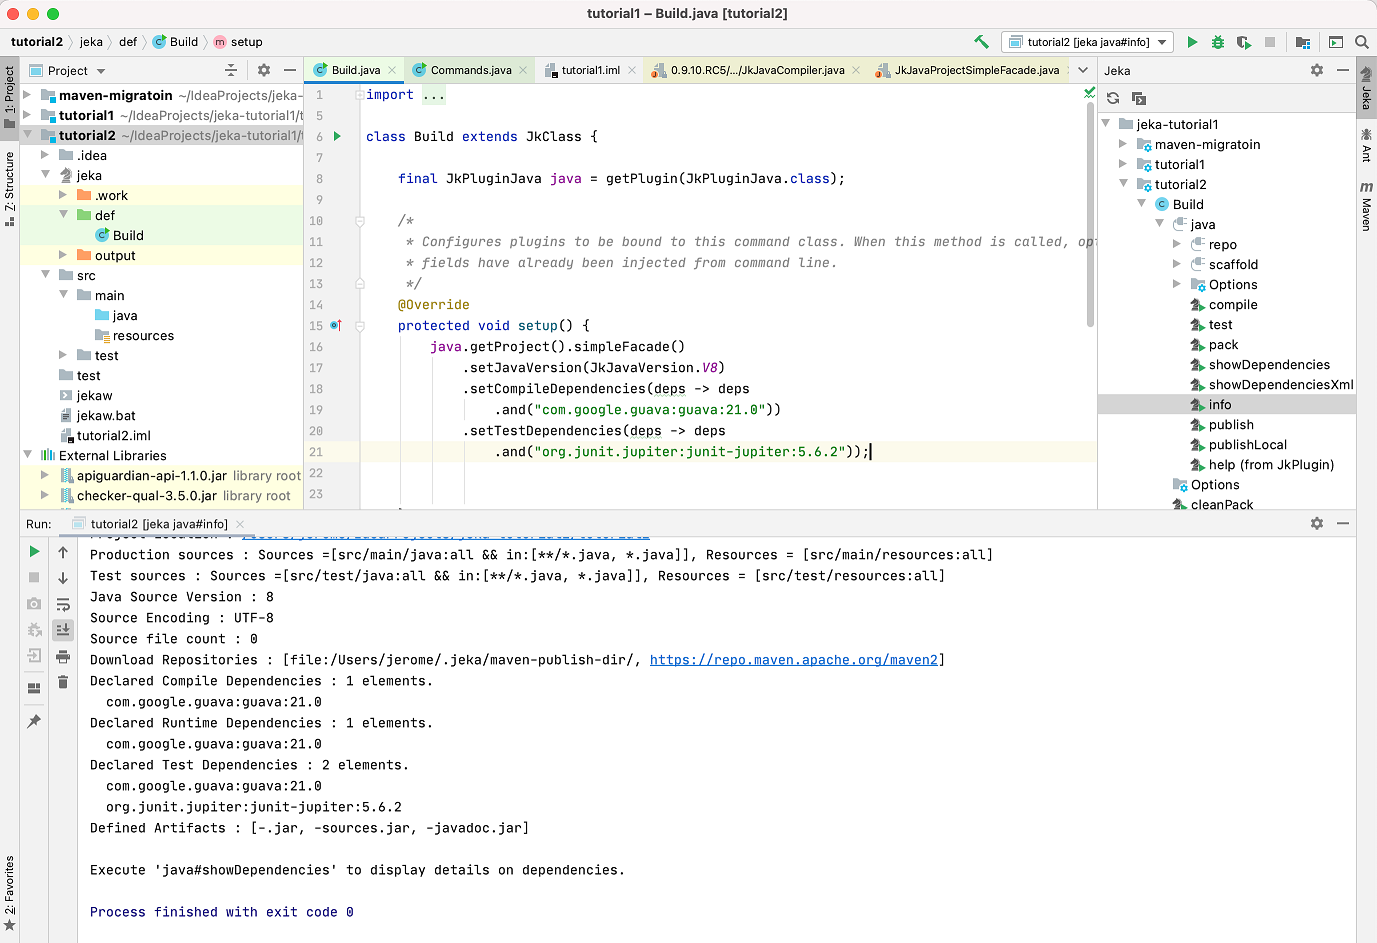 tutorial1 – Build.java [tutorial2]
tutorial2 jeka def Build m setup
tutorial2 [jeka java#info]
1: Project
7: Structure
2: Favorites
Project
maven-migratoin ~/IdeaProjects/jeka-
tutorial1 ~/IdeaProjects/jeka-tutorial1/t
tutorial2 ~/IdeaProjects/jeka-tutorial1/t
.idea
jeka
.work
def
Build
output
src
main
java
resources
test
test
jekaw
jekaw.bat
tutorial2.iml
External Libraries
apiguardian-api-1.1.0.jar library root
checker-qual-3.5.0.jar library root
Build.java Commands.java tutorial1.iml 0.9.10.RC5/.../JkJavaCompiler.java JkJavaProjectSimpleFacade.java
1 import ...
5
6 class Build extends JkClass {
7
8 final JkPluginJava java = getPlugin(JkPluginJava.class);
9
10 /*
11 * Configures plugins to be bound to this command class. When this method is called, opt
12 * fields have already been injected from command line.
13 */
14 @Override
15 protected void setup() {
16 java.getProject().simpleFacade()
17 .setJavaVersion(JkJavaVersion.V8)
18 .setCompileDependencies(deps -> deps
19 .and("com.google.guava:guava:21.0"))
20 .setTestDependencies(deps -> deps
21 .and("org.junit.jupiter:junit-jupiter:5.6.2"));
22
23
Jeka
jeka-tutorial1
maven-migratoin
tutorial1
tutorial2
Build
java
repo
scaffold
Options
compile
test
pack
showDependencies
showDependenciesXml
info
publish
publishLocal
help (from JkPlugin)
Options
cleanPack
Jeka
Ant
m Maven
Run: tutorial2 [jeka java#info]
Production sources : Sources =[src/main/java:all && in:[**/*.java, *.java]], Resources = [src/main/resources:all]
Test sources : Sources =[src/test/java:all && in:[**/*.java, *.java]], Resources = [src/test/resources:all]
Java Source Version : 8
Source Encoding : UTF-8
Source file count : 0
Download Repositories : [file:/Users/jerome/.jeka/maven-publish-dir/, https://repo.maven.apache.org/maven2]
Declared Compile Dependencies : 1 elements.
com.google.guava:guava:21.0
Declared Runtime Dependencies : 1 elements.
com.google.guava:guava:21.0
Declared Test Dependencies : 2 elements.
com.google.guava:guava:21.0
org.junit.jupiter:junit-jupiter:5.6.2
Defined Artifacts : [-.jar, -sources.jar, -javadoc.jar]
Execute 'java#showDependencies' to display details on dependencies.
Process finished with exit code 0